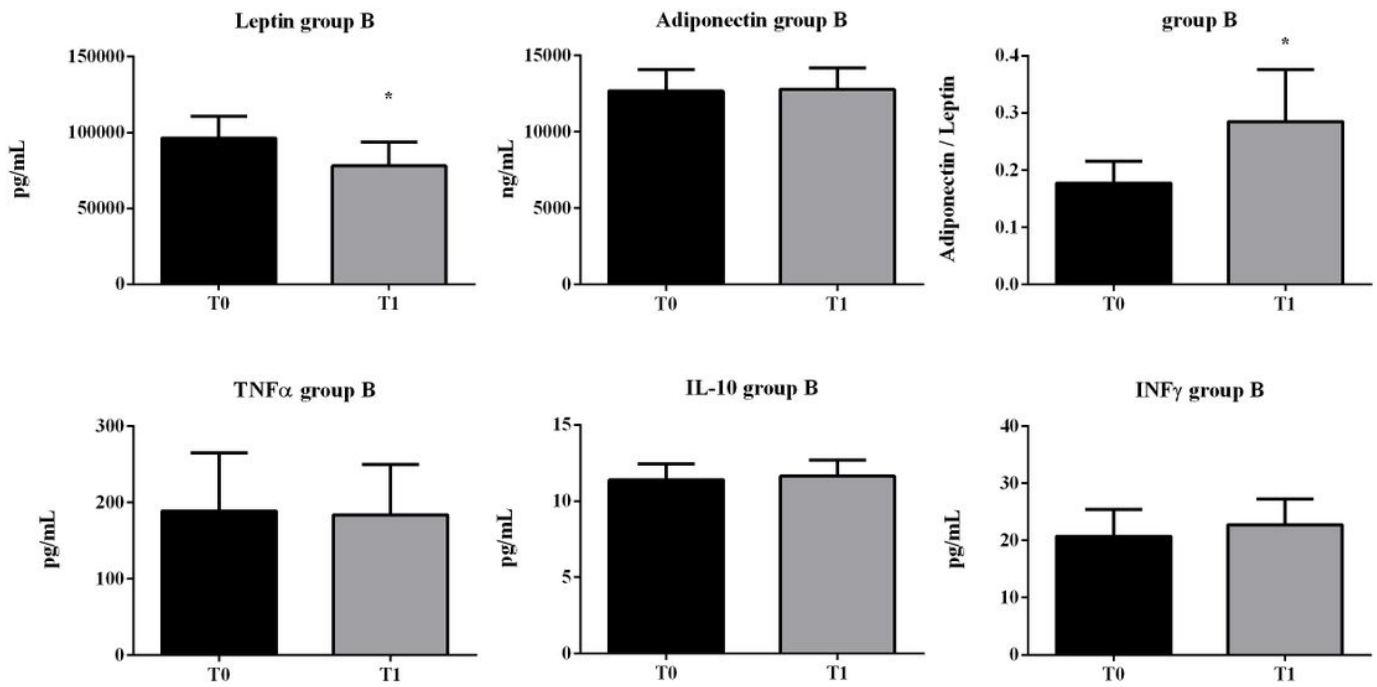 Leptin group B
150000
100000
50000
0
pg/mL
*
T0 T1
Adiponectin group B
15000
10000
5000
0
ng/mL
T0 T1
group B
0.4
0.3
0.2
0.1
0.0
Adiponectin / Leptin
*
T0 T1
TNFα group B
300
200
100
0
pg/mL
T0 T1
IL-10 group B
15
10
5
0
pg/mL
T0 T1
INFγ group B
40
30
20
10
0
pg/mL
T0 T1